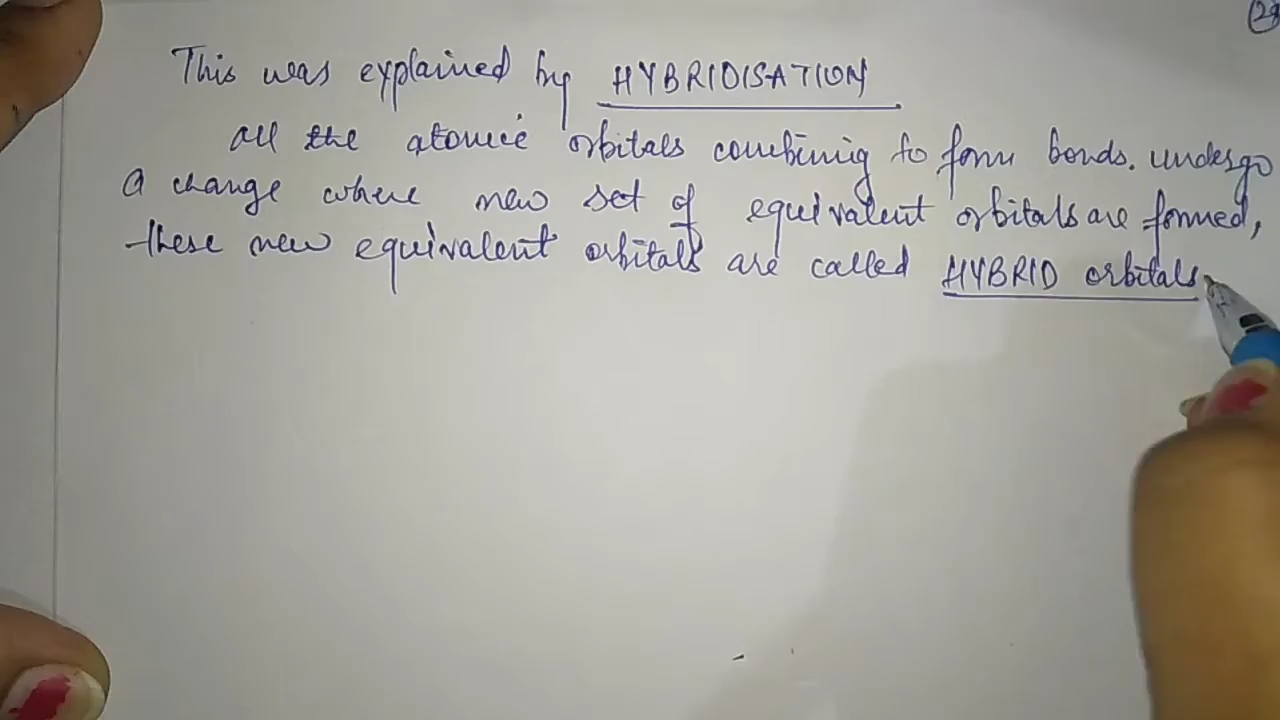 This was explained by HYBRIDISATION
all the atomic orbitals combining to form bonds. undergo
a change where new set of equivalent orbitals are formed,
these new equivalent orbitals are called HYBRID orbitals